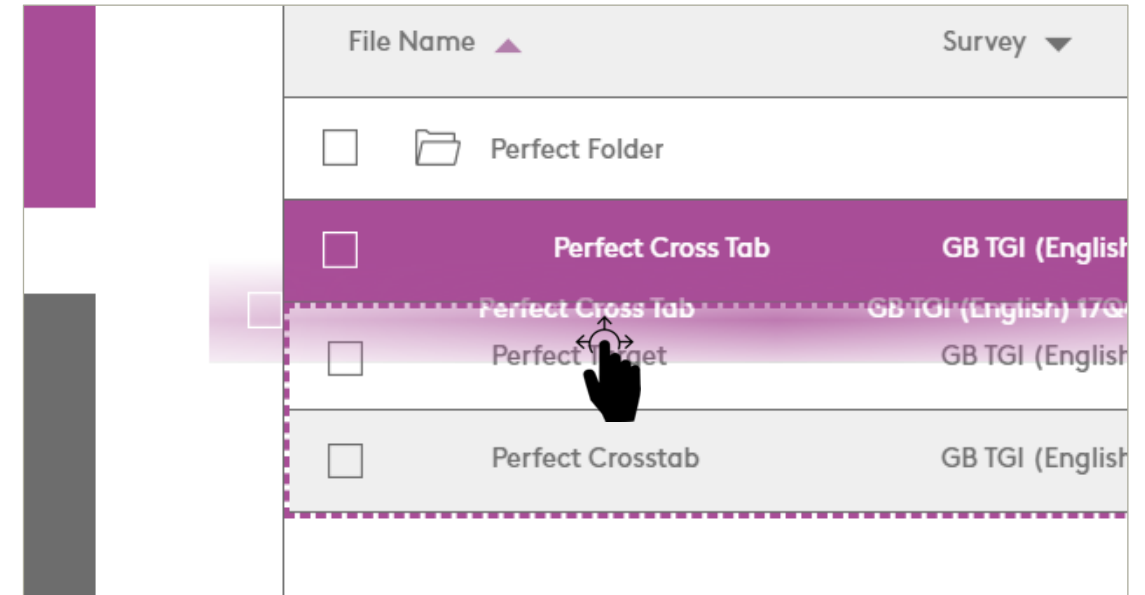 File Name Survey
Perfect Folder
Perfect Cross Tab GB TGI (English
Perfect Cross Tab GB TGI (English) 17Q
Perfect Target GB TGI (English
Perfect Crosstab GB TGI (English